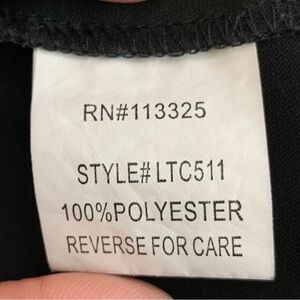 RN#113325
STYLE#LTC511
100%POLYESTER
REVERSE FOR CARE